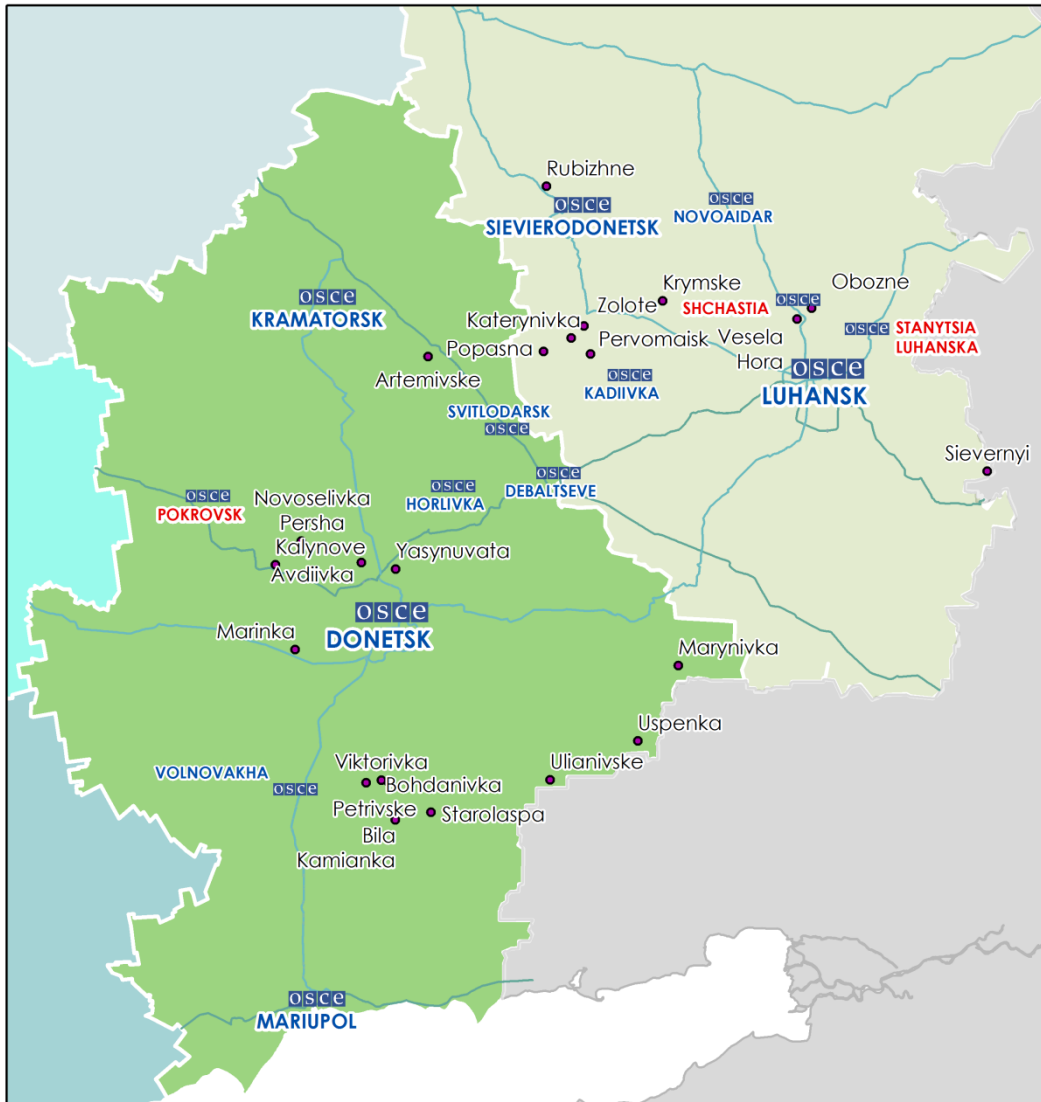 Rubizhne
osce
SIEVIERODONETSK
osce
NOVOAIDAR
Krymske
Obozne
osce
KRAMATORSK
Zolote
SHCHASTIA
osce
Katerynivka
Vesela
Hora
osce
STANYTSIA
LUHANSKA
Popasna
Pervomaisk
Artemivske
osce
KADIIVKA
osce
LUHANSK
SVITLODARSK
osce
Sievernyi
osce
DEBALTSEVE
osce
HORLIVKA
osce
POKROVSK
Novoselivka
Persha
Kalynove
Avdiivka
Yasynuvata
osce
DONETSK
Marinka
Marynivka
Uspenka
VOLNOVAKHA
osce
Viktorivka
Bohdanivka
Ulianivske
Petrivske
Starolaspa
Bila
Kamianka
osce
MARIUPOL